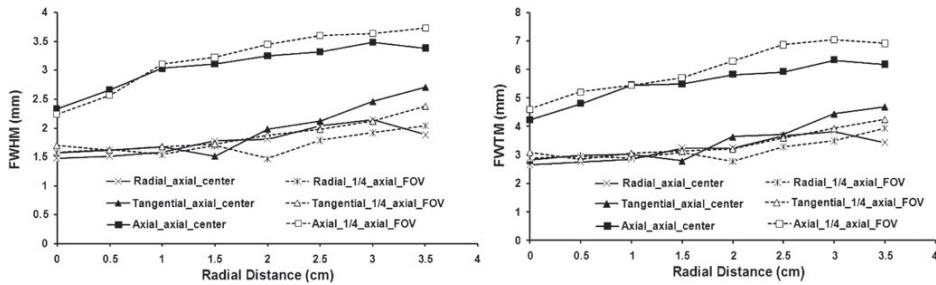 FWHM (mm)
4
3.5
3
2.5
2
1.5
1
0.5
0
Radial_axial_center
Radial_1/4_axial_FOV
Tangential_axial_center
Tangential_1/4_axial_FOV
Axial_axial_center
Axial_1/4_axial_FOV
0 0.5 1 1.5 2 2.5 3 3.5 4
Radial Distance (cm)
FWTM (mm)
8
7
6
5
4
3
2
1
0
Radial_axial_center
Radial_1/4_axial_FOV
Tangential_axial_center
Tangential_1/4_axial_FOV
Axial_axial_center
Axial_1/4_axial_FOV
0 0.5 1 1.5 2 2.5 3 3.5 4
Radial Distance (cm)